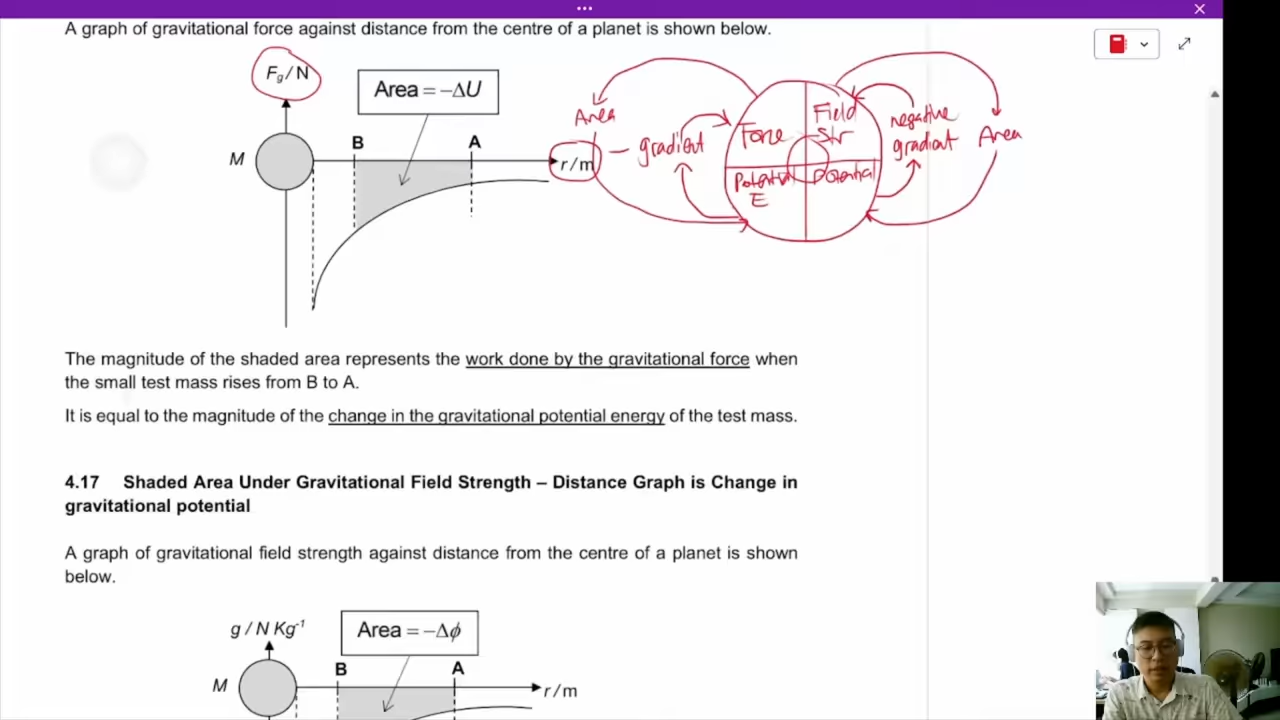 A graph of gravitational force against distance from the centre of a planet is shown below.
Fg/N
Area = −ΔU
M
B
A
r/m
Area
− gradient
Force
Field
Str
Potential
E
Potential
negative
gradient
Area
The magnitude of the shaded area represents the work done by the gravitational force when
the small test mass rises from B to A.
It is equal to the magnitude of the change in the gravitational potential energy of the test mass.
4.17 Shaded Area Under Gravitational Field Strength – Distance Graph is Change in
gravitational potential
A graph of gravitational field strength against distance from the centre of a planet is shown
below.
g/N Kg⁻¹
Area = −Δϕ
M
B
A
r/m